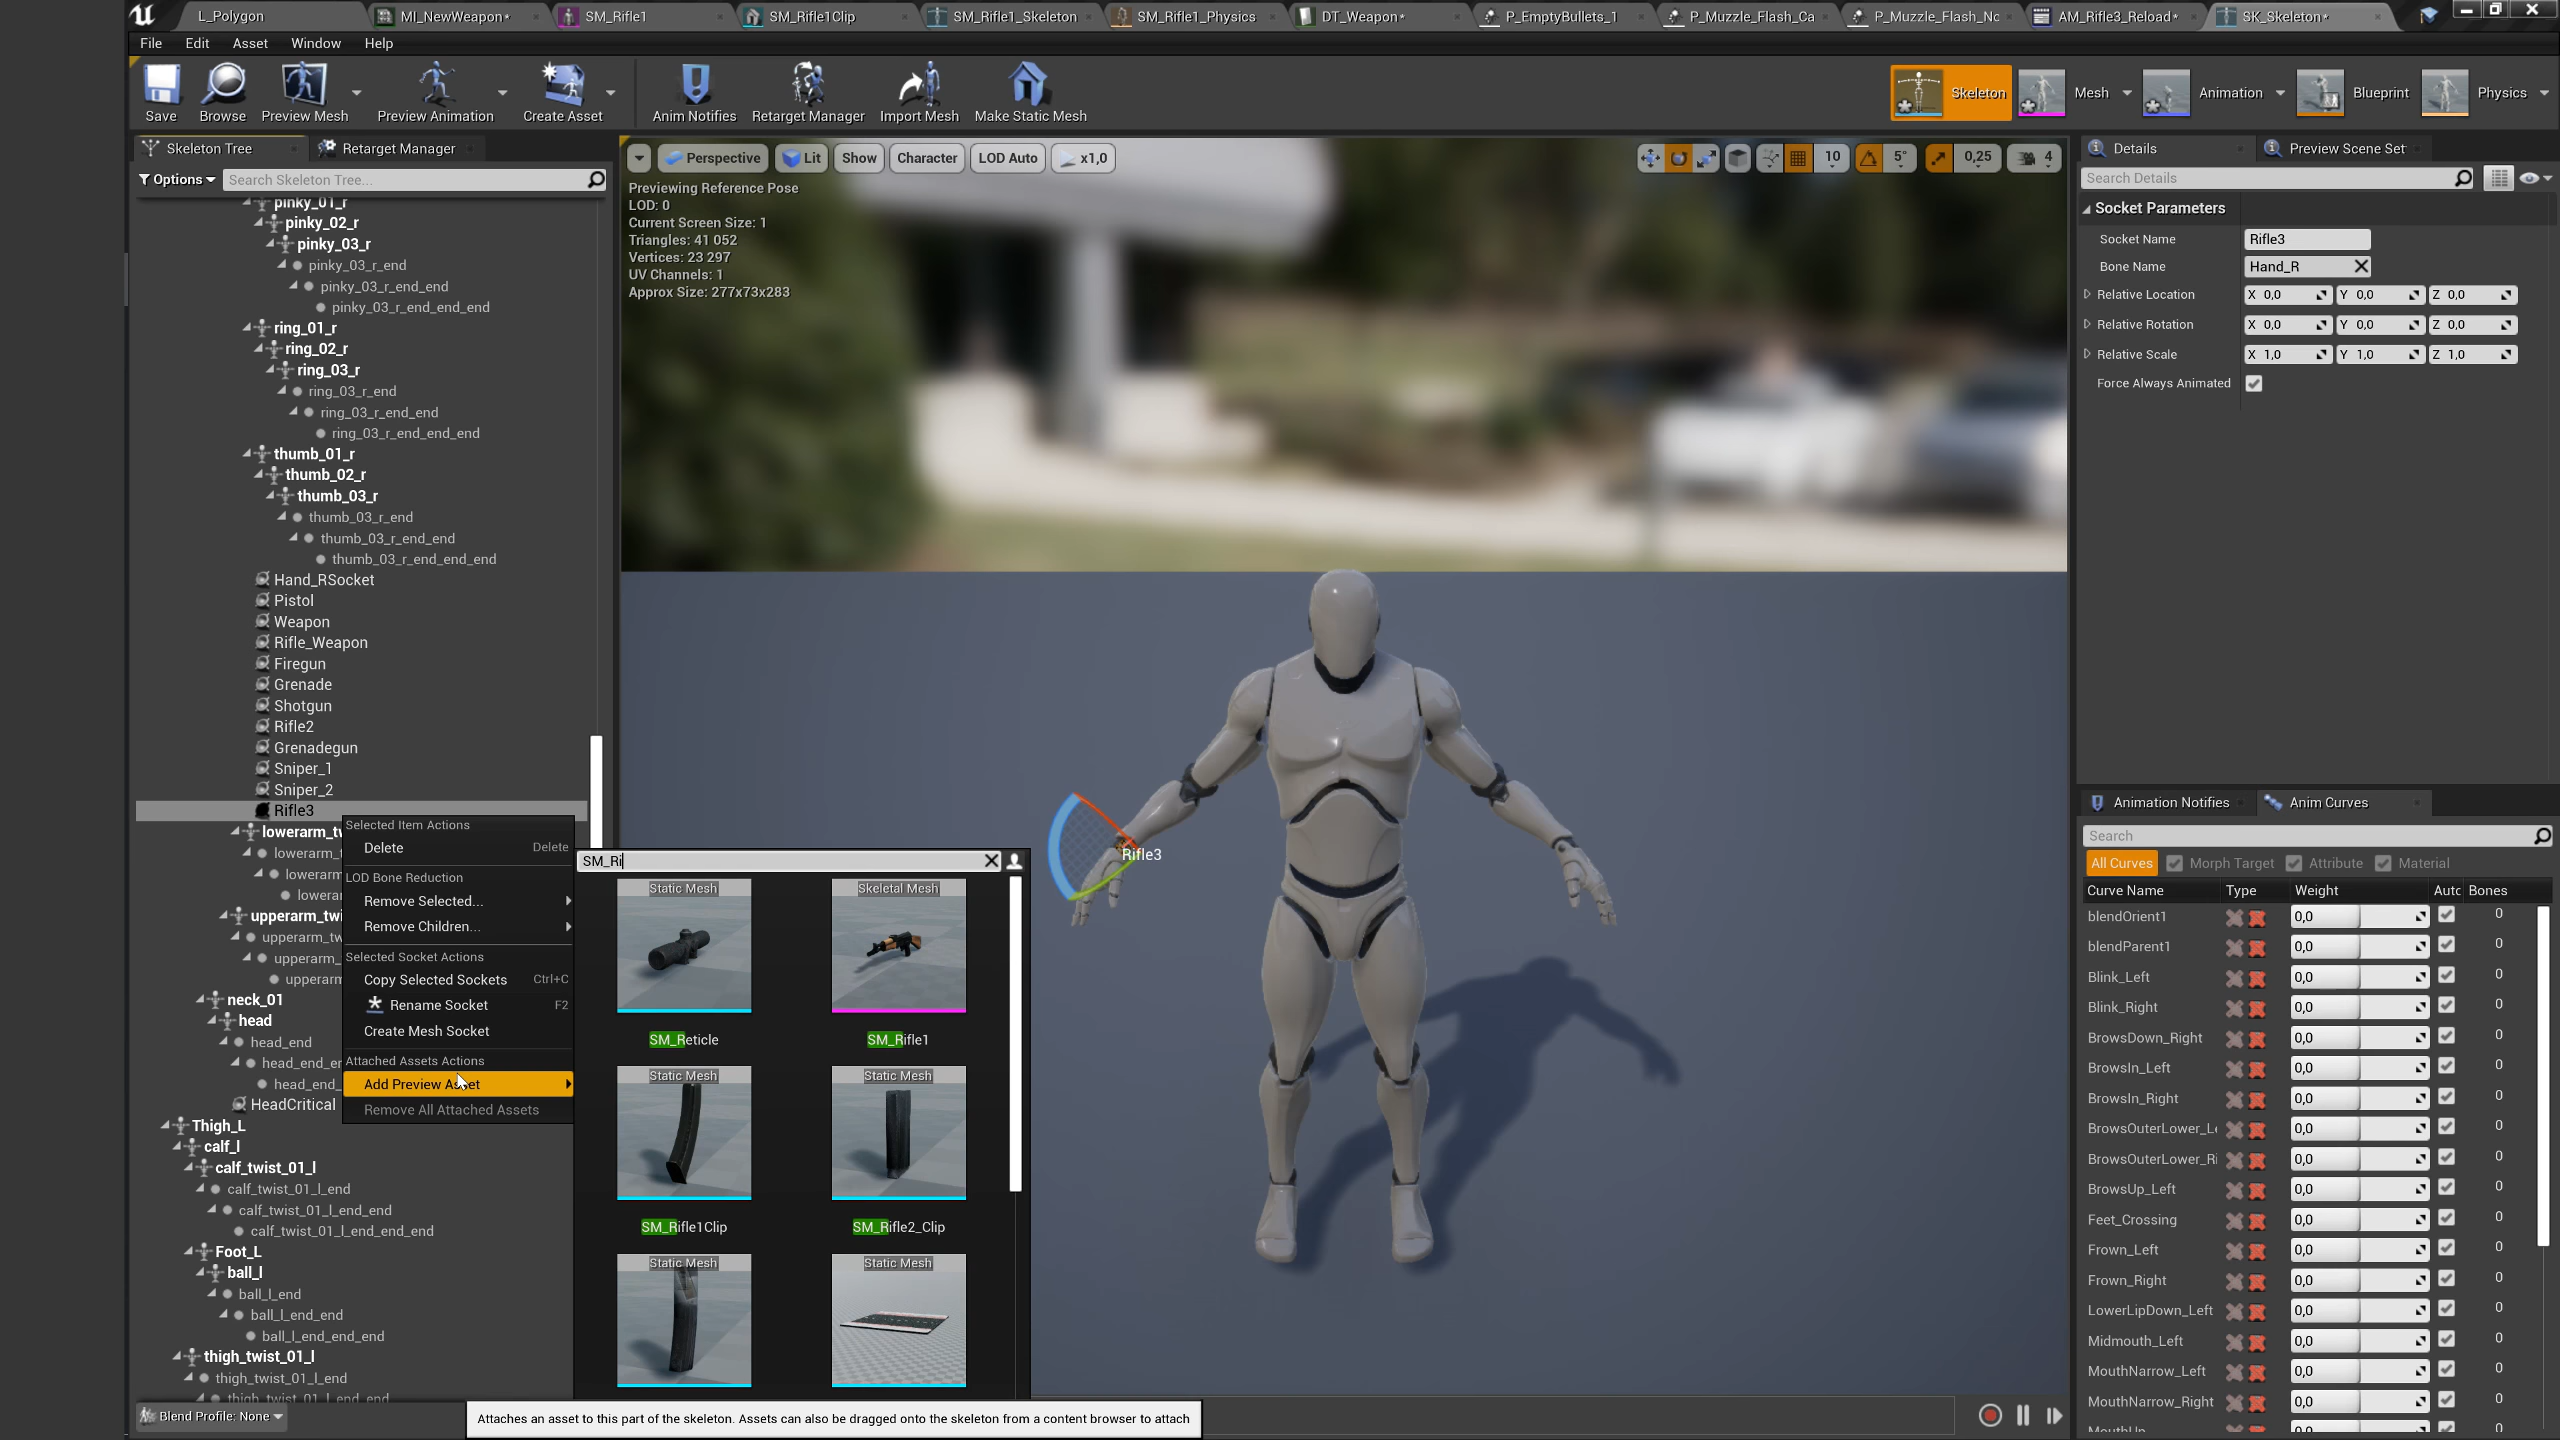 L_Polygon
MI_NewWeapon*
SM_Rifle1
SM_Rifle1Clip
SM_Rifle1_Skeleton
SM_Rifle1_Physics
DT_Weapon*
P_EmptyBullets_1
P_Muzzle_Flash_Ca
P_Muzzle_Flash_Nc
AM_Rifle3_Reload*
SK_Skeleton*
File Edit Asset Window Help
Save
Browse
Preview Mesh
Preview Animation
Create Asset
Anim Notifies
Retarget Manager
Import Mesh
Make Static Mesh
Skeleton
Mesh
Animation
Blueprint
Physics
Skeleton Tree
Retarget Manager
Options
Search Skeleton Tree...
pinky_01_r
pinky_02_r
pinky_03_r
pinky_03_r_end
pinky_03_r_end_end
pinky_03_r_end_end_end
ring_01_r
ring_02_r
ring_03_r
ring_03_r_end
ring_03_r_end_end
ring_03_r_end_end_end
thumb_01_r
thumb_02_r
thumb_03_r
thumb_03_r_end
thumb_03_r_end_end
thumb_03_r_end_end_end
Hand_RSocket
Pistol
Weapon
Rifle_Weapon
Firegun
Grenade
Shotgun
Rifle2
Grenadegun
Sniper_1
Sniper_2
Rifle3
lowerarm_tw
lowerarm_t
lowerarm
lowerar
upperarm_twi
upperarm_tw
upperarm_
upperarm
neck_01
head
head_end
head_end_er
head_end_
HeadCritical
Thigh_L
calf_l
calf_twist_01_l
calf_twist_01_l_end
calf_twist_01_l_end_end
calf_twist_01_l_end_end_end
Foot_L
ball_l
ball_l_end
ball_l_end_end
ball_l_end_end_end
thigh_twist_01_l
thigh_twist_01_l_end
thigh_twist_01_l_end_end
Blend Profile: None
Selected Item Actions
Delete Delete
LOD Bone Reduction
Remove Selected...
Remove Children...
Selected Socket Actions
Copy Selected Sockets Ctrl+C
Rename Socket F2
Create Mesh Socket
Attached Assets Actions
Add Preview Asset
Remove All Attached Assets
SM_Ri
Static Mesh
SM_Reticle
Skeletal Mesh
SM_Rifle1
Static Mesh
SM_Rifle1Clip
Static Mesh
SM_Rifle2_Clip
Static Mesh
Static Mesh
Attaches an asset to this part of the skeleton. Assets can also be dragged onto the skeleton from a content browser to attach
Perspective
Lit
Show
Character
LOD Auto
x1,0
10
5°
0,25
4
Previewing Reference Pose
LOD: 0
Current Screen Size: 1
Triangles: 41 052
Vertices: 23 297
UV Channels: 1
Approx Size: 277x73x283
Rifle3
Details
Preview Scene Set
Search Details
Socket Parameters
Socket Name Rifle3
Bone Name Hand_R
Relative Location X 0,0 Y 0,0 Z 0,0
Relative Rotation X 0,0 Y 0,0 Z 0,0
Relative Scale X 1,0 Y 1,0 Z 1,0
Force Always Animated
Animation Notifies
Anim Curves
Search
All Curves Morph Target Attribute Material
Curve Name Type Weight Autc Bones
blendOrient1 0,0 0
blendParent1 0,0 0
Blink_Left 0,0 0
Blink_Right 0,0 0
BrowsDown_Right 0,0 0
BrowsIn_Left 0,0 0
BrowsIn_Right 0,0 0
BrowsOuterLower_Le 0,0 0
BrowsOuterLower_Ri 0,0 0
BrowsUp_Left 0,0 0
Feet_Crossing 0,0 0
Frown_Left 0,0 0
Frown_Right 0,0 0
LowerLipDown_Left 0,0 0
Midmouth_Left 0,0 0
MouthNarrow_Left 0,0 0
MouthNarrow_Right 0,0 0
MouthUp 0,0 0